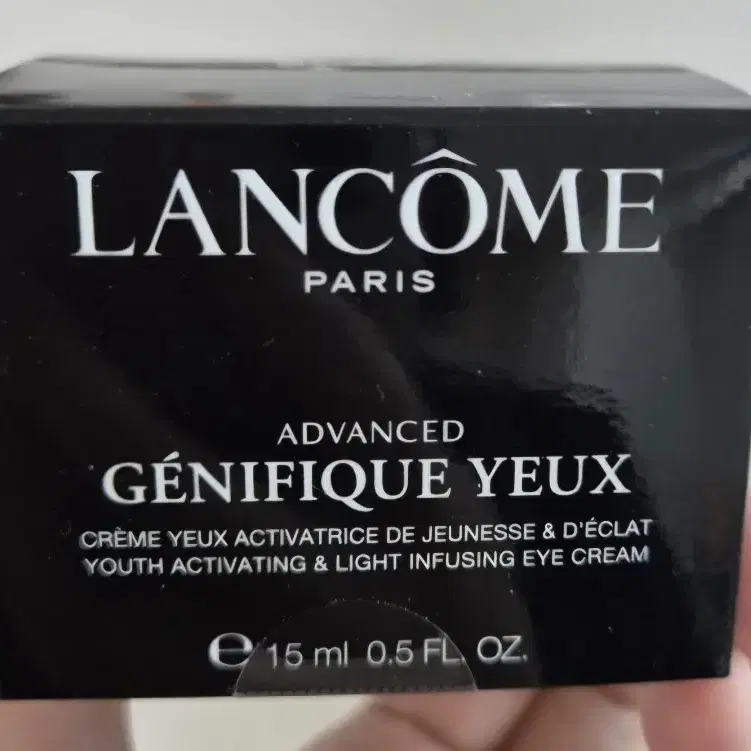 LANCÔME
PARIS
ADVANCED
GÉNIFIQUE YEUX
CRÈME YEUX ACTIVATRICE DE JEUNESSE & D'ÉCLAT
YOUTH ACTIVATING & LIGHT INFUSING EYE CREAM
℮ 15 ml 0.5 FL. OZ.